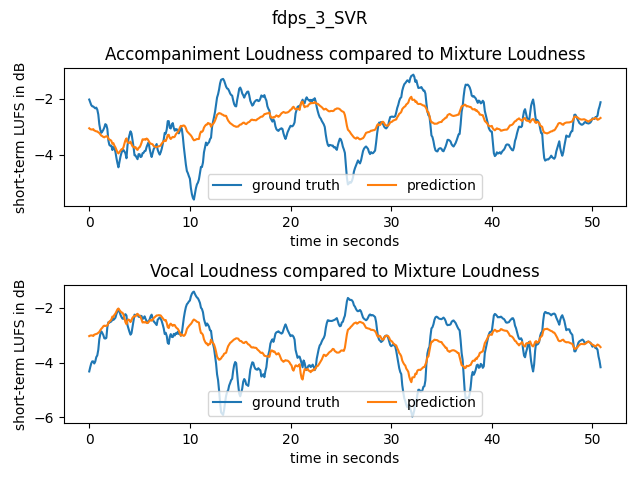 fdps_3_SVR
Accompaniment Loudness compared to Mixture Loudness
short-term LUFS in dB
−2
−4
ground truth
prediction
0
10
20
30
40
50
time in seconds
Vocal Loudness compared to Mixture Loudness
short-term LUFS in dB
−2
−4
−6
ground truth
prediction
0
10
20
30
40
50
time in seconds